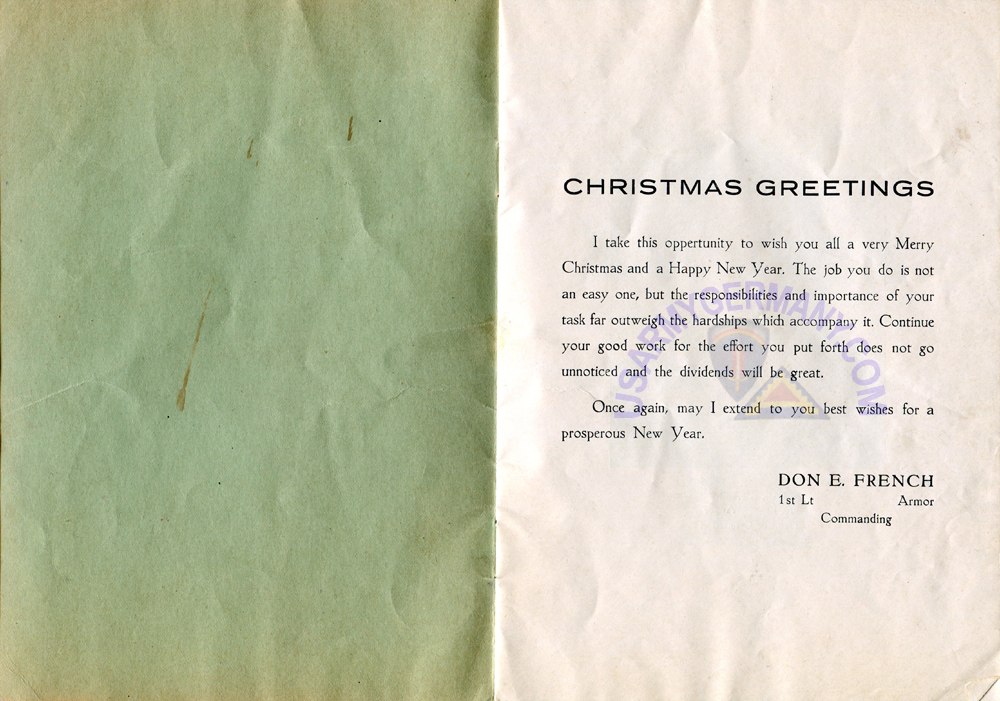 CHRISTMAS GREETINGS
I take this oppertunity to wish you all a very Merry
Christmas and a Happy New Year. The job you do is not
an easy one, but the responsibilities and importance of your
task far outweigh the hardships which accompany it. Continue
your good work for the effort you put forth does not go
unnoticed and the dividends will be great.
Once again, may I extend to you best wishes for a
prosperous New Year.
DON E. FRENCH
1st Lt Armor
Commanding
USARMYGERMANY.COM